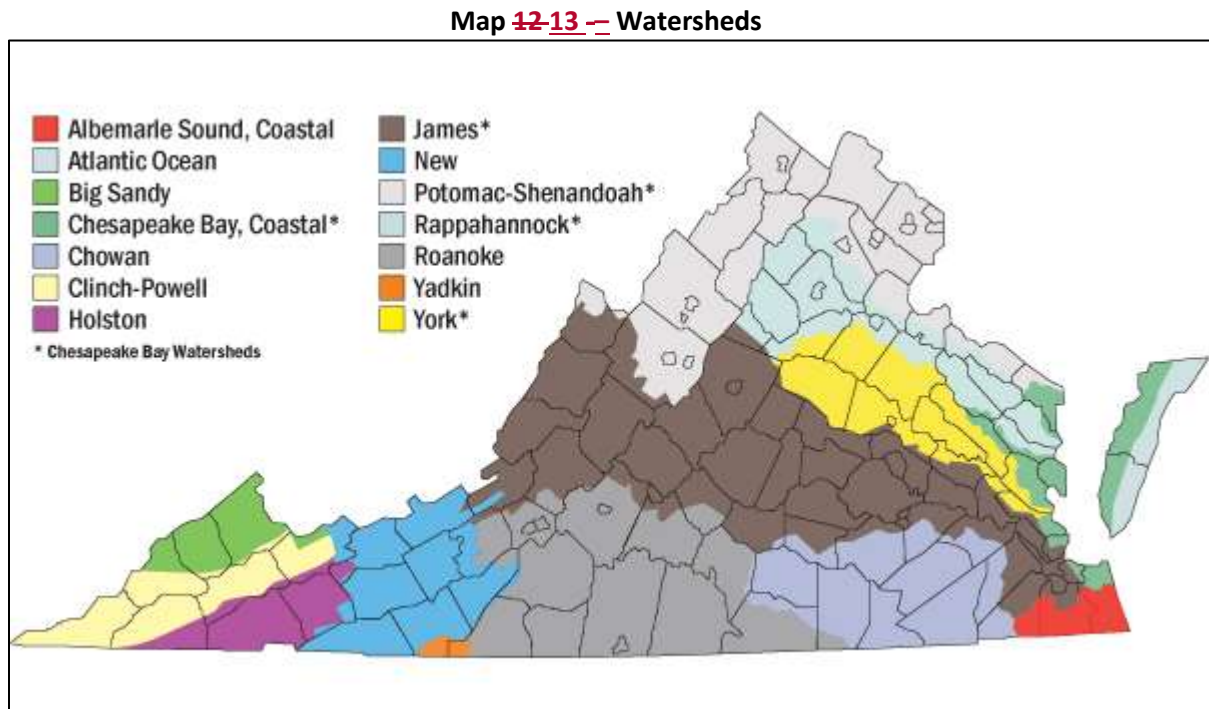 Map 12 13 - – Watersheds
Albemarle Sound, Coastal
Atlantic Ocean
Big Sandy
Chesapeake Bay, Coastal*
Chowan
Clinch-Powell
Holston
* Chesapeake Bay Watersheds
James*
New
Potomac-Shenandoah*
Rappahannock*
Roanoke
Yadkin
York*